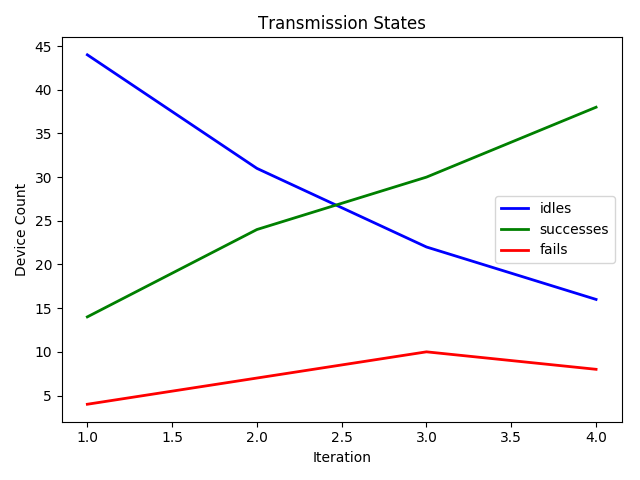 Transmission States
45
40
35
30
25
20
15
10
5
Device Count
idles
successes
fails
1.0 1.5 2.0 2.5 3.0 3.5 4.0
Iteration